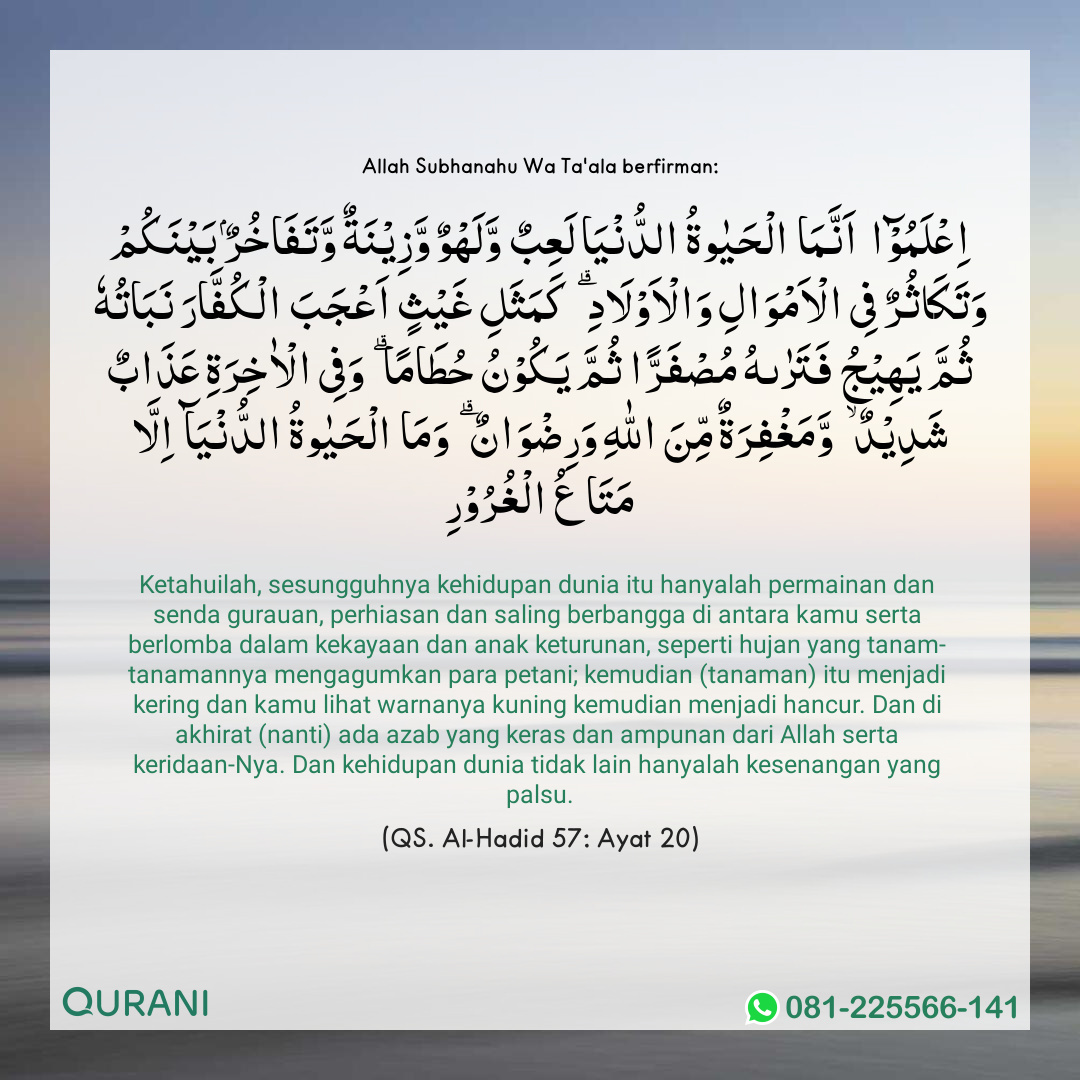 Allah Subhanahu Wa Ta'ala berfirman:
اِعْلَمُوْۤا اَنَّمَا الْحَيٰوةُ الدُّنْيَا لَعِبٌ وَّلَهْوٌ وَّزِيْنَةٌ وَّتَفَاخُرٌ ۢ بَيْنَكُمْ
وَتَكَاثُرٌ فِى الْاَمْوَالِ وَالْاَوْلَادِ ۗ كَمَثَلِ غَيْثٍ اَعْجَبَ الْكُفَّارَ نَبَاتُهٗ
ثُمَّ يَهِيْجُ فَتَرٰٮهُ مُصْفَرًّا ثُمَّ يَكُوْنُ حُطَامًا ۗ وَفِى الْاٰخِرَةِ عَذَابٌ
شَدِيْدٌ ۙ وَّمَغْفِرَةٌ مِّنَ اللّٰهِ وَرِضْوَانٌ ۗ وَمَا الْحَيٰوةُ الدُّنْيَاۤ اِلَّا
مَتَاعُ الْغُرُوْرِ
Ketahuilah, sesungguhnya kehidupan dunia itu hanyalah permainan dan
senda gurauan, perhiasan dan saling berbangga di antara kamu serta
berlomba dalam kekayaan dan anak keturunan, seperti hujan yang tanam-
tanamannya mengagumkan para petani; kemudian (tanaman) itu menjadi
kering dan kamu lihat warnanya kuning kemudian menjadi hancur. Dan di
akhirat (nanti) ada azab yang keras dan ampunan dari Allah serta
keridaan-Nya. Dan kehidupan dunia tidak lain hanyalah kesenangan yang
palsu.
(QS. Al-Hadid 57: Ayat 20)
QURANI
081-225566-141